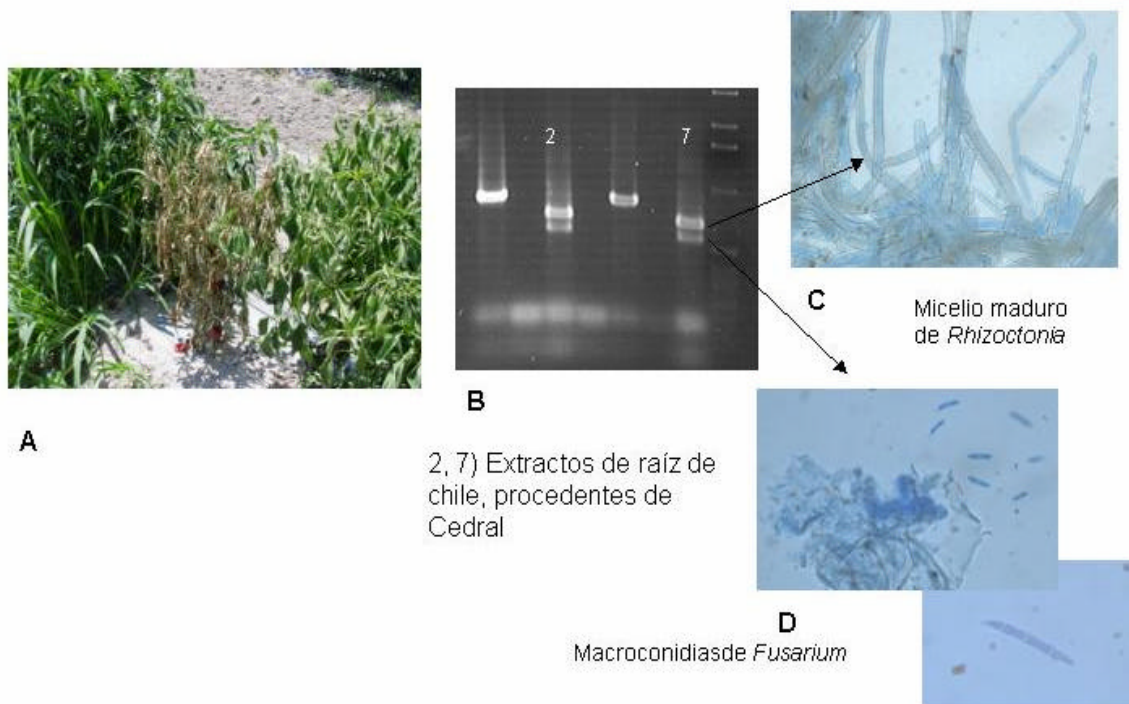 2
7
C
Micelio maduro
de Rhizoctonia
B
A
2, 7) Extractos de raíz de
chile, procedentes de
Cedral
D
Macroconidiasde Fusarium